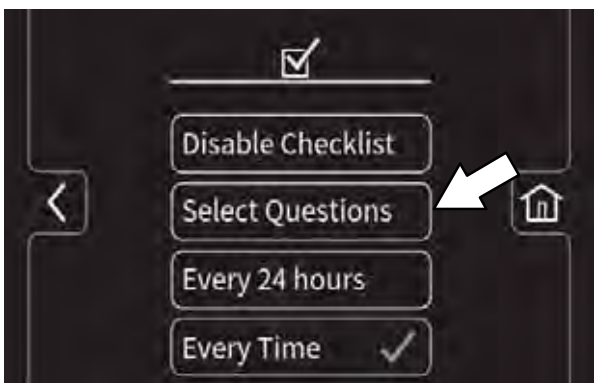 Disable Checklist
Select Questions
Every 24 hours
Every Time